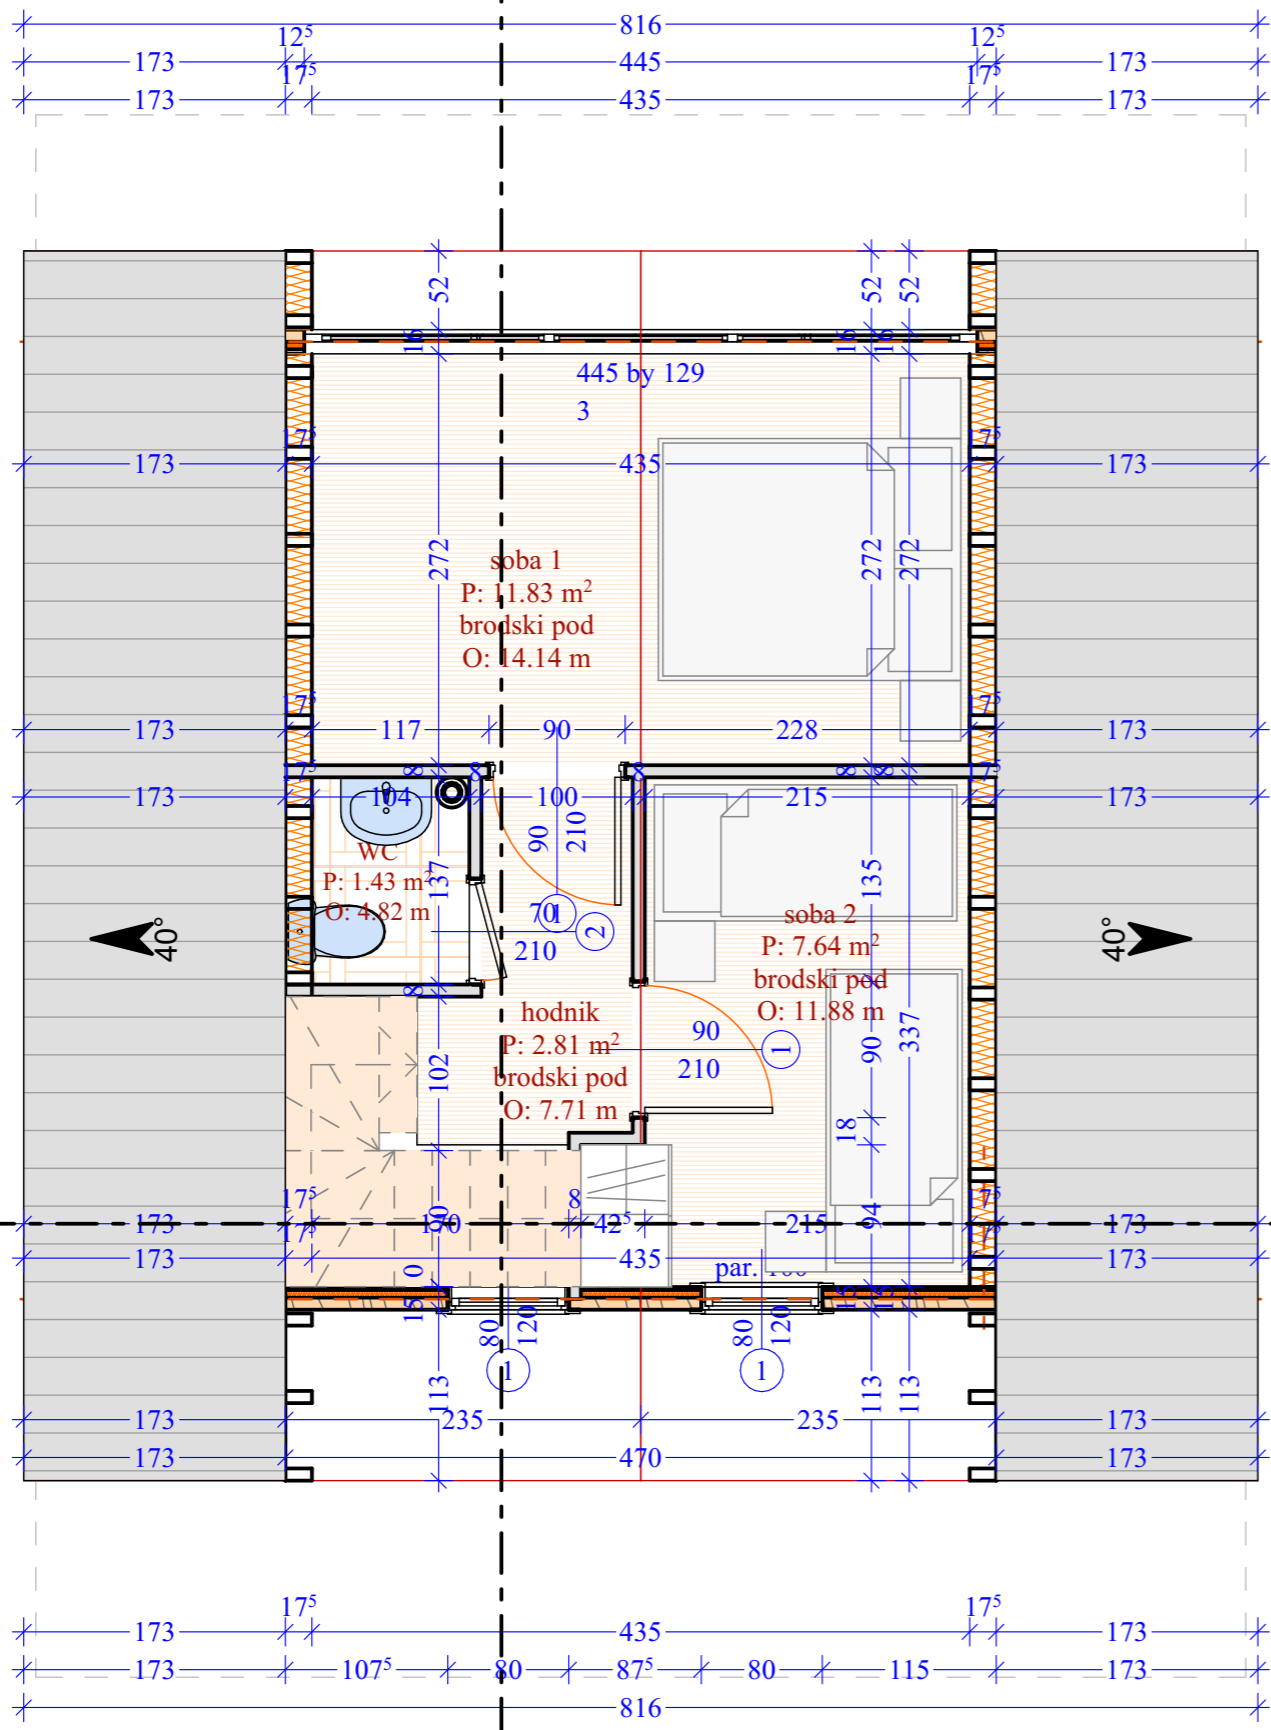 816
12⁵ 12⁵
173 445 173
17⁵ 17⁵
173 435 173
52 52 52
16 16 16
445 by 129
3
17⁵ 17⁵
173 435 173
272 272 272
soba 1
P: 11.83 m²
brodski pod
O: 14.14 m
17⁵ 17⁵
173 117 90 228 173
17⁵ 8 8 8 8 8 17⁵
173 104 100 215 173
90 210
WC
P: 1.43 m²
O: 4.82 m
137 135
70 1
210 2
soba 2
P: 7.64 m²
brodski pod
O: 11.88 m
40° 40°
8
hodnik
P: 2.81 m²
brodski pod
O: 7.71 m
90
210 1
102 90 337
18
17⁵ 8 17⁵
173 170 90 42⁵ 215 94 173
17⁵ 17⁵
173 435 173
par. 100
15 0 15 15
80 120 80 120
1 1
113 113 113
173 235 235 173
173 470 173
17⁵ 17⁵
173 435 173
173 107⁵ 80 87⁵ 80 115 173
816